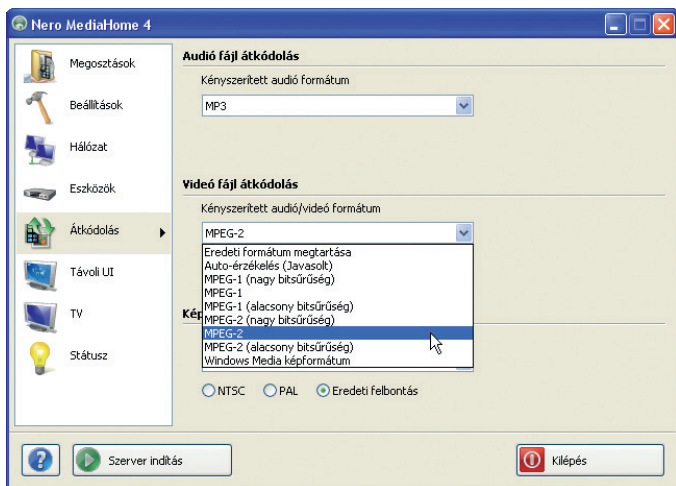 Nero MediaHome 4
Megosztások
Beállítások
Hálózat
Eszközök
Átkódolás
Távoli UI
TV
Státusz
Audió fájl átkódolás
Kényszerített audió formátum
MP3
Videó fájl átkódolás
Kényszerített audió/videó formátum
MPEG-2
Eredeti formátum megtartása
Auto-érzékelés (Javasolt)
MPEG-1 (nagy bitsűrűség)
MPEG-1
MPEG-1 (alacsony bitsűrűség)
MPEG-2 (nagy bitsűrűség)
MPEG-2
MPEG-2 (alacsony bitsűrűség)
Windows Media képformátum
NTSC PAL Eredeti felbontás
Szerver indítás
Kilépés